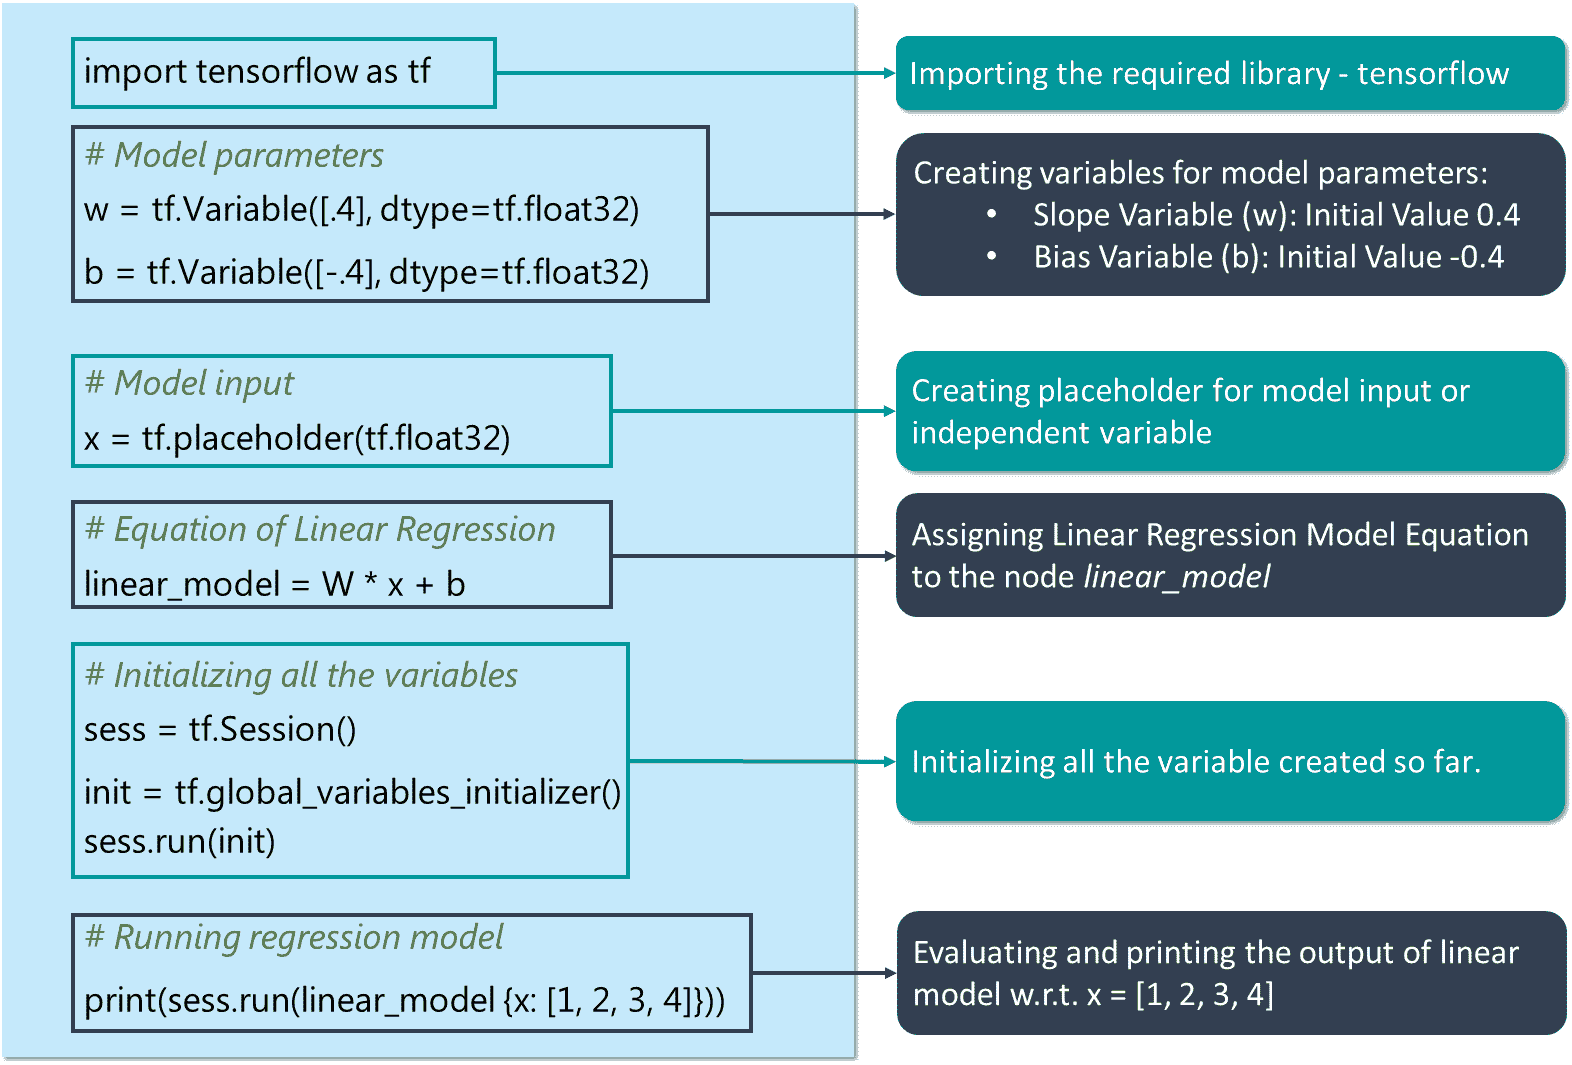 import tensorflow as tf
Importing the required library - tensorflow
# Model parameters
w = tf.Variable([.4], dtype=tf.float32)
b = tf.Variable([-.4], dtype=tf.float32)
Creating variables for model parameters:
• Slope Variable (w): Initial Value 0.4
• Bias Variable (b): Initial Value -0.4
# Model input
x = tf.placeholder(tf.float32)
Creating placeholder for model input or
independent variable
# Equation of Linear Regression
linear_model = W * x + b
Assigning Linear Regression Model Equation
to the node linear_model
# Initializing all the variables
sess = tf.Session()
init = tf.global_variables_initializer()
sess.run(init)
Initializing all the variable created so far.
# Running regression model
print(sess.run(linear_model {x: [1, 2, 3, 4]}))
Evaluating and printing the output of linear
model w.r.t. x = [1, 2, 3, 4]